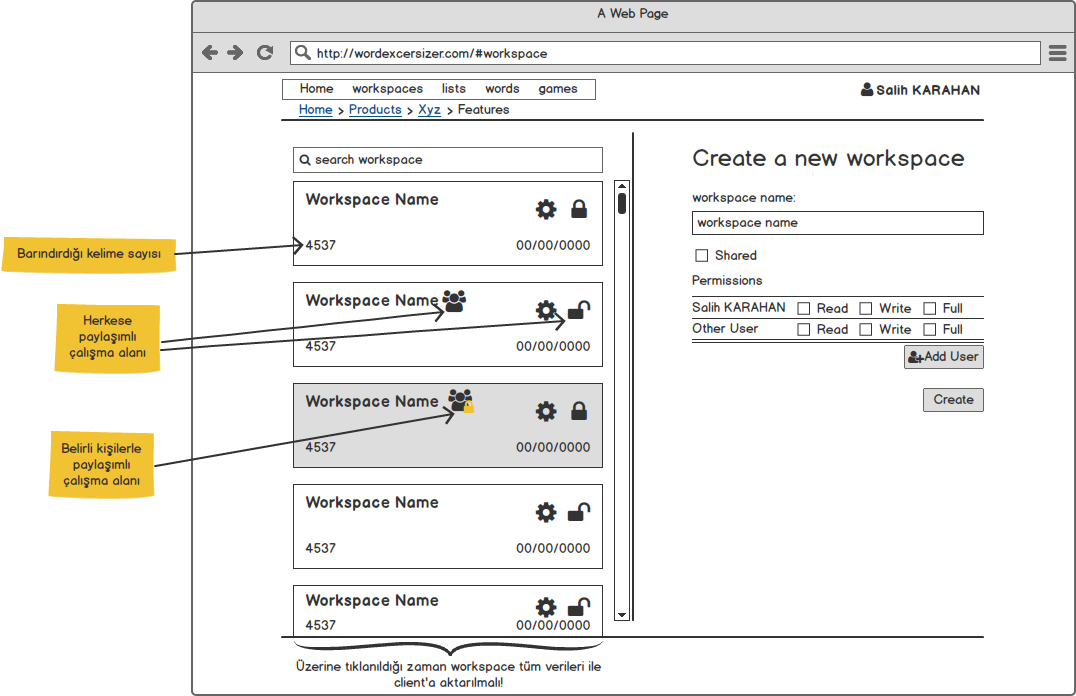 A Web Page
http://wordexcersizer.com/#workspace
Home workspaces lists words games
Salih KARAHAN
Home > Products > Xyz > Features
search workspace
Workspace Name
4537 00/00/0000
Workspace Name
4537 00/00/0000
Workspace Name
4537 00/00/0000
Workspace Name
4537 00/00/0000
Workspace Name
4537 00/00/0000
Üzerine tıklanıldığı zaman workspace tüm verileri ile
client'a aktarılmalı!
Barındırdığı kelime sayısı
Herkese
paylaşımlı
çalışma alanı
Belirli kişilerle
paylaşımlı
çalışma alanı
Create a new workspace
workspace name:
workspace name
Shared
Permissions
Salih KARAHAN Read Write Full
Other User Read Write Full
Add User
Create